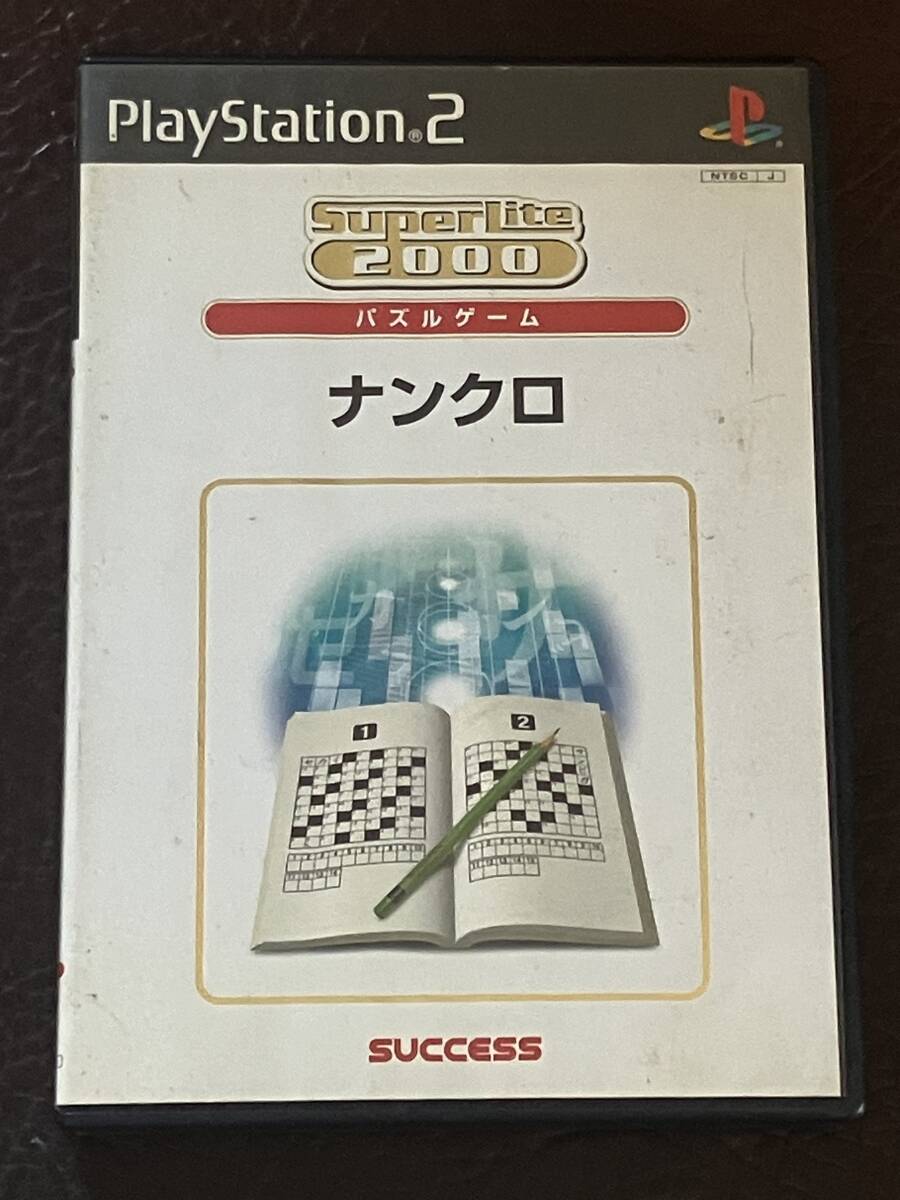 PlayStation®2
NTSC J
SuperLite
2000
パズルゲーム
ナンクロ
1
2
SUCCESS